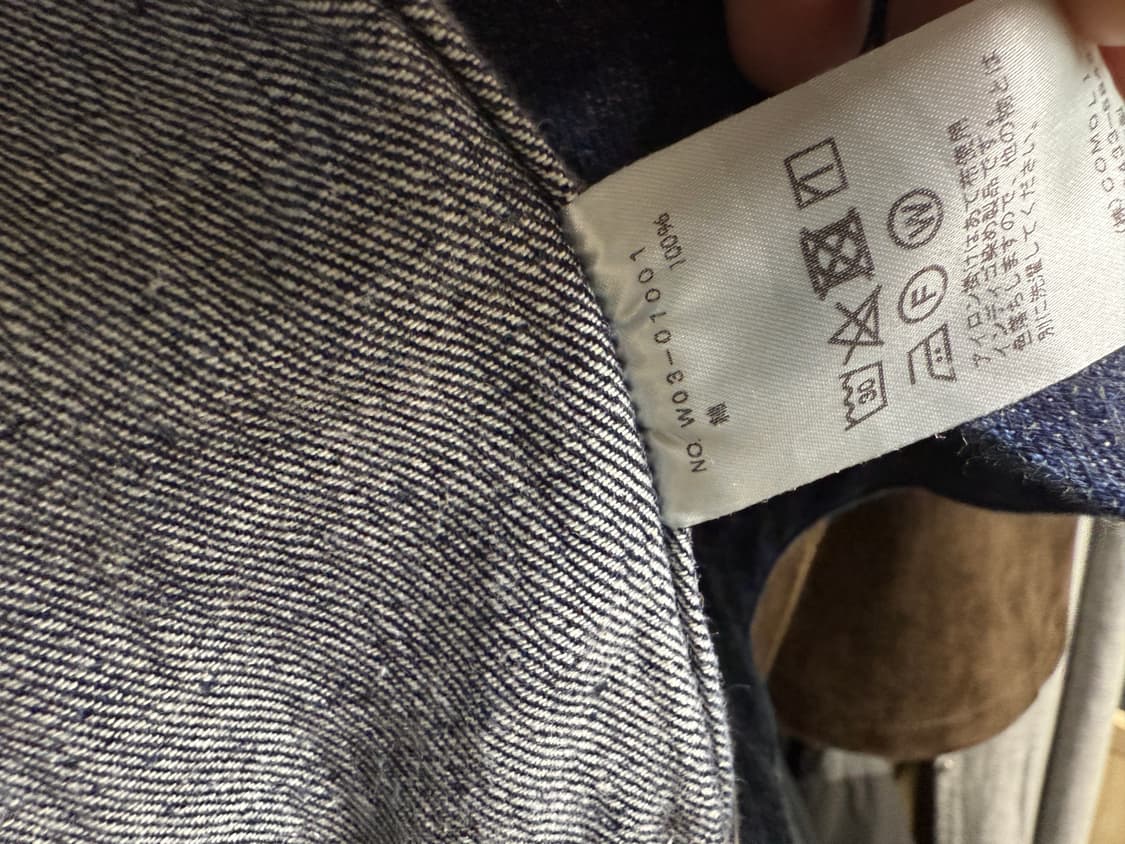 NO. W03-01001
綿 100%
30
F W
アイロン掛けはあて布使用
インディゴ染め製品です。
色落ちしますので、他の物とは
別に洗濯してください。
(株) COMOLI